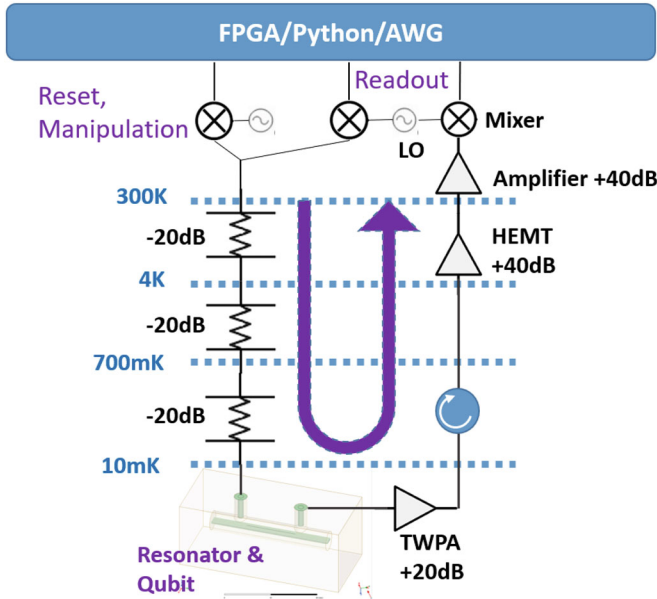 FPGA/Python/AWG
Reset,
Manipulation
Readout
Mixer
LO
Amplifier +40dB
300K
HEMT
+40dB
-20dB
4K
-20dB
700mK
-20dB
10mK
TWPA
+20dB
Resonator &
Qubit